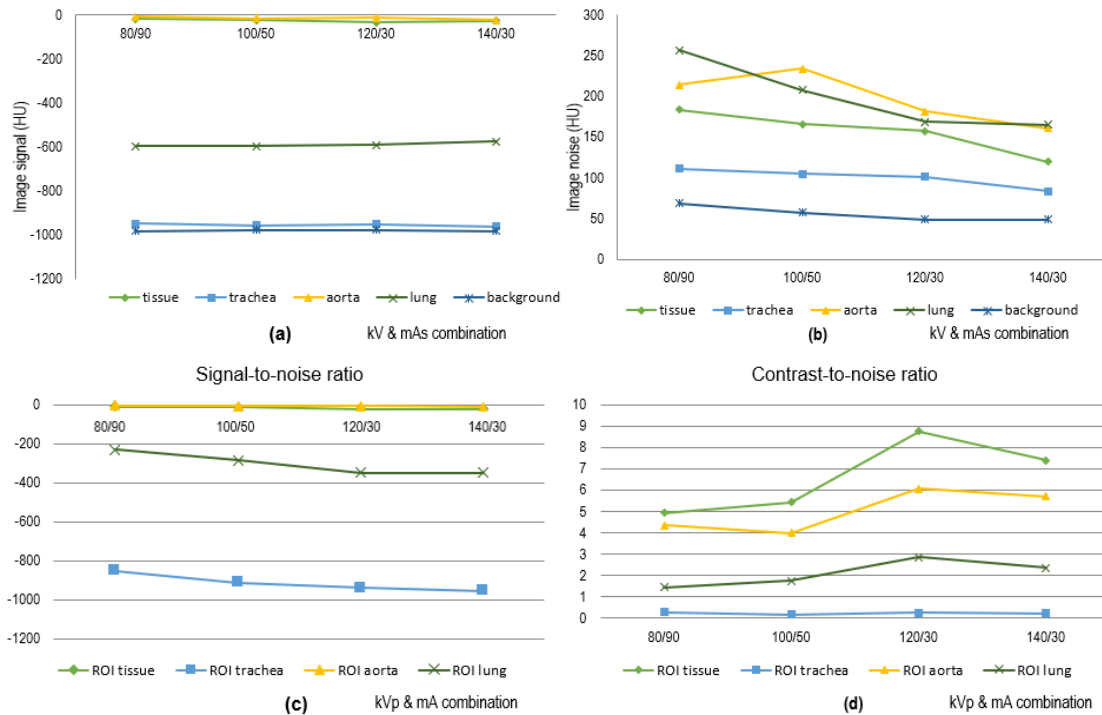 0
-200
-400
-600
-800
-1000
-1200
Image signal (HU)
80/90 100/50 120/30 140/30
tissue trachea aorta lung background
(a) kV & mAs combination
300
250
200
150
100
50
0
Image noise (HU)
80/90 100/50 120/30 140/30
tissue trachea aorta lung background
(b) kV & mAs combination
Signal-to-noise ratio
0
-200
-400
-600
-800
-1000
-1200
80/90 100/50 120/30 140/30
ROI tissue ROI trachea ROI aorta ROI lung
(c) kVp & mA combination
Contrast-to-noise ratio
10
9
8
7
6
5
4
3
2
1
0
80/90 100/50 120/30 140/30
ROI tissue ROI trachea ROI aorta ROI lung
(d) kVp & mA combination